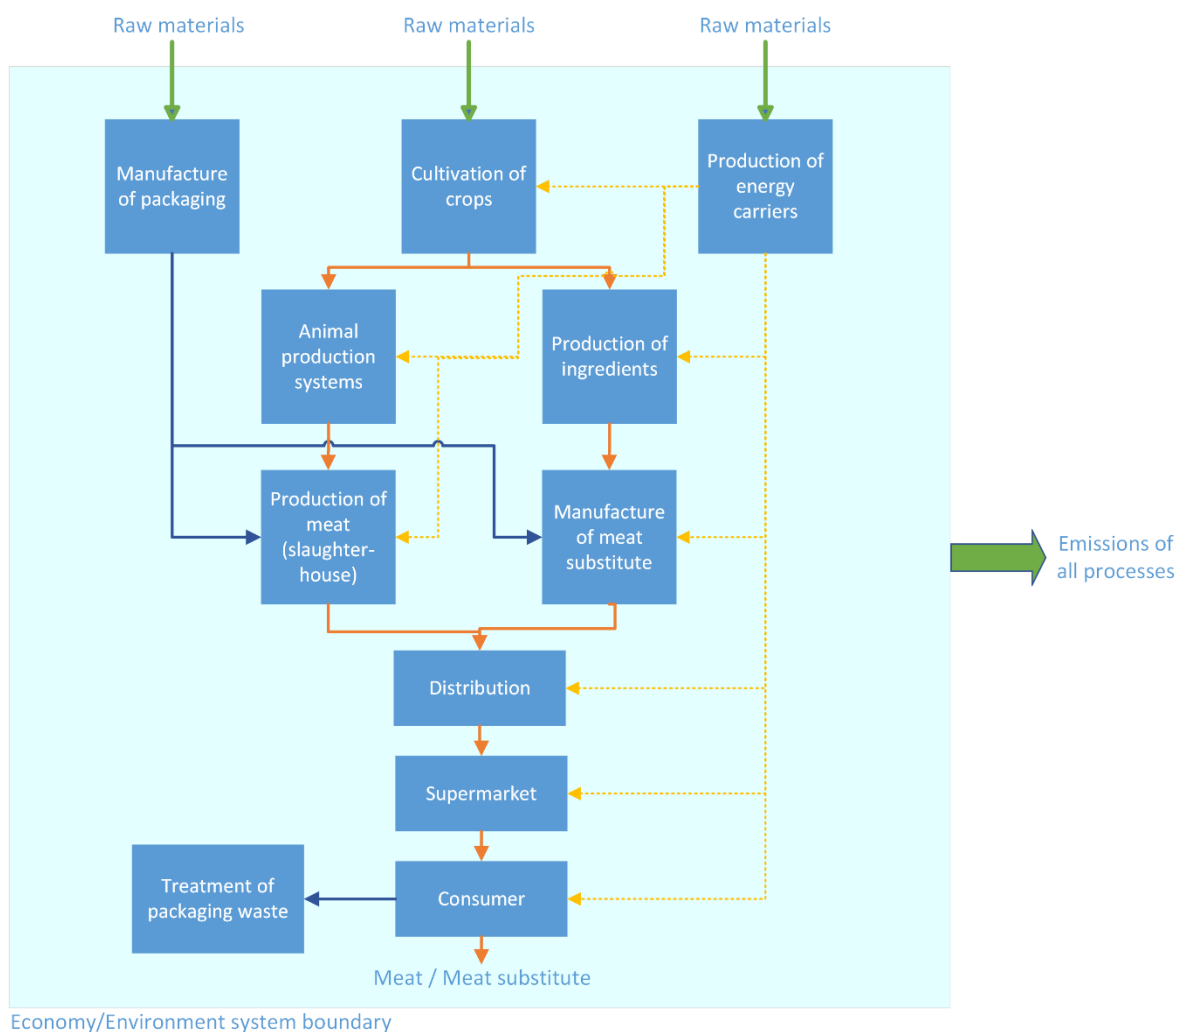 Raw materials
Raw materials
Raw materials
Manufacture
of packaging
Cultivation of
crops
Production of
energy
carriers
Animal
production
systems
Production of
ingredients
Production of
meat
(slaughter-
house)
Manufacture
of meat
substitute
Emissions of
all processes
Distribution
Supermarket
Treatment of
packaging waste
Consumer
Meat / Meat substitute
Economy/Environment system boundary